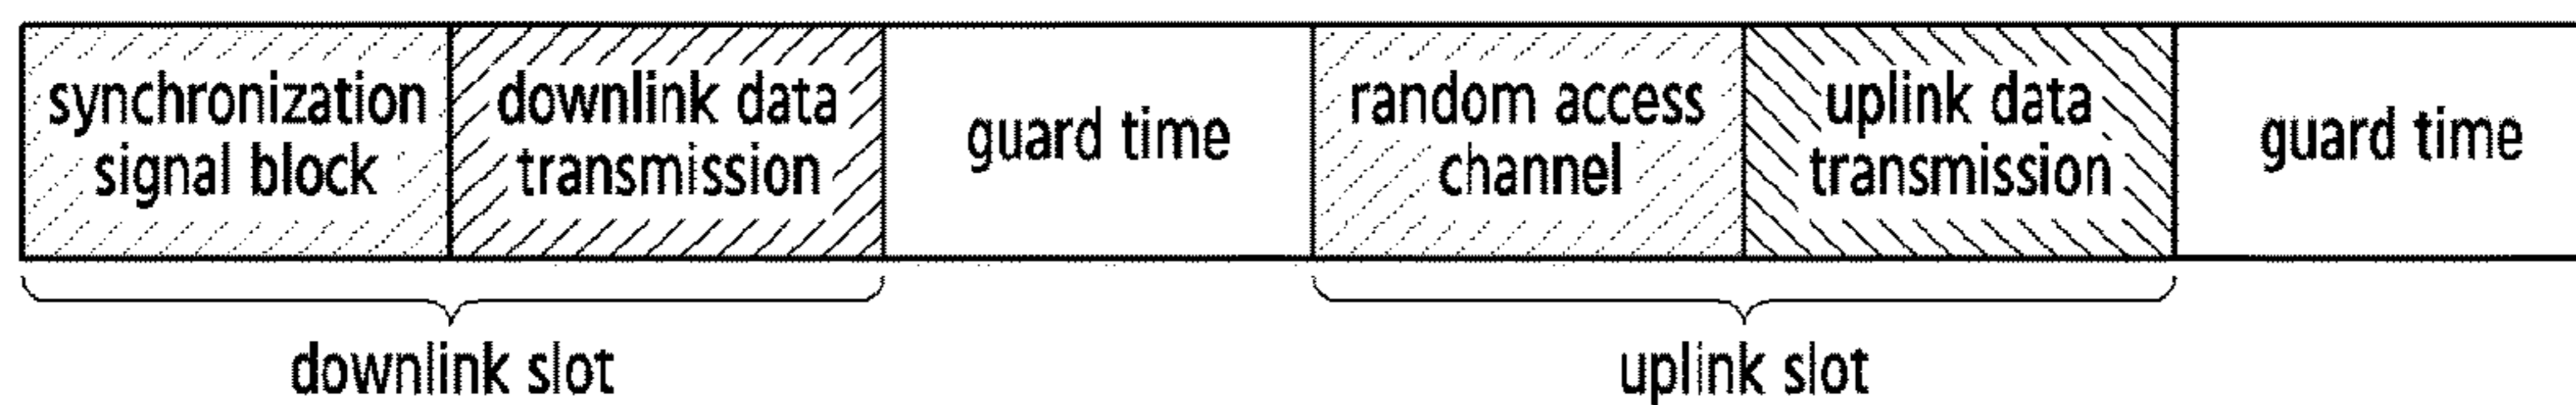 synchronization
signal block
downlink data
transmission
guard time
random access
channel
uplink data
transmission
guard time
downlink slot
uplink slot